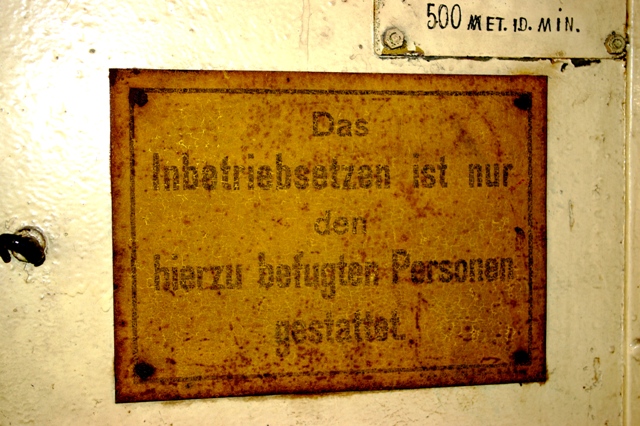 500 MET. ID. MIN.
Das
Inbetriebsetzen ist nur
den
hierzu befugten Personen
gestattet.